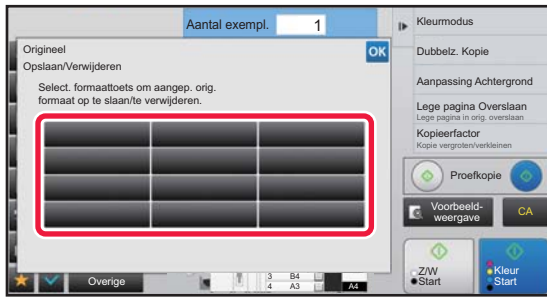 Aantal exempl. 1
Origineel
OK
Opslaan/Verwijderen
Select. formaattoets om aangep. orig.
formaat op te slaan/te verwijderen.
Overige
3 B4
4 A3
A4
Kleurmodus
Dubbelz. Kopie
Aanpassing Achtergrond
Lege pagina Overslaan
Lege pagina in orig. overslaan
Kopieerfactor
Kopie vergroten/verkleinen
Proefkopie
Voorbeeld-
weergave
CA
Z/W
Start
Kleur
Start